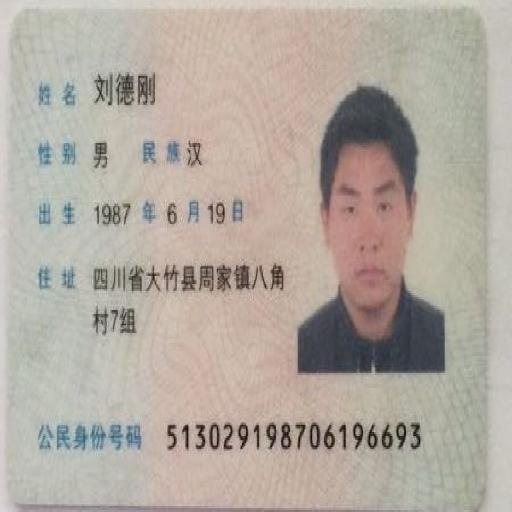 姓名 刘德刚
性别 男 民族 汉
出生 1987 年 6 月 19 日
住址 四川省大竹县周家镇八角
村7组
公民身份号码 513029198706196693